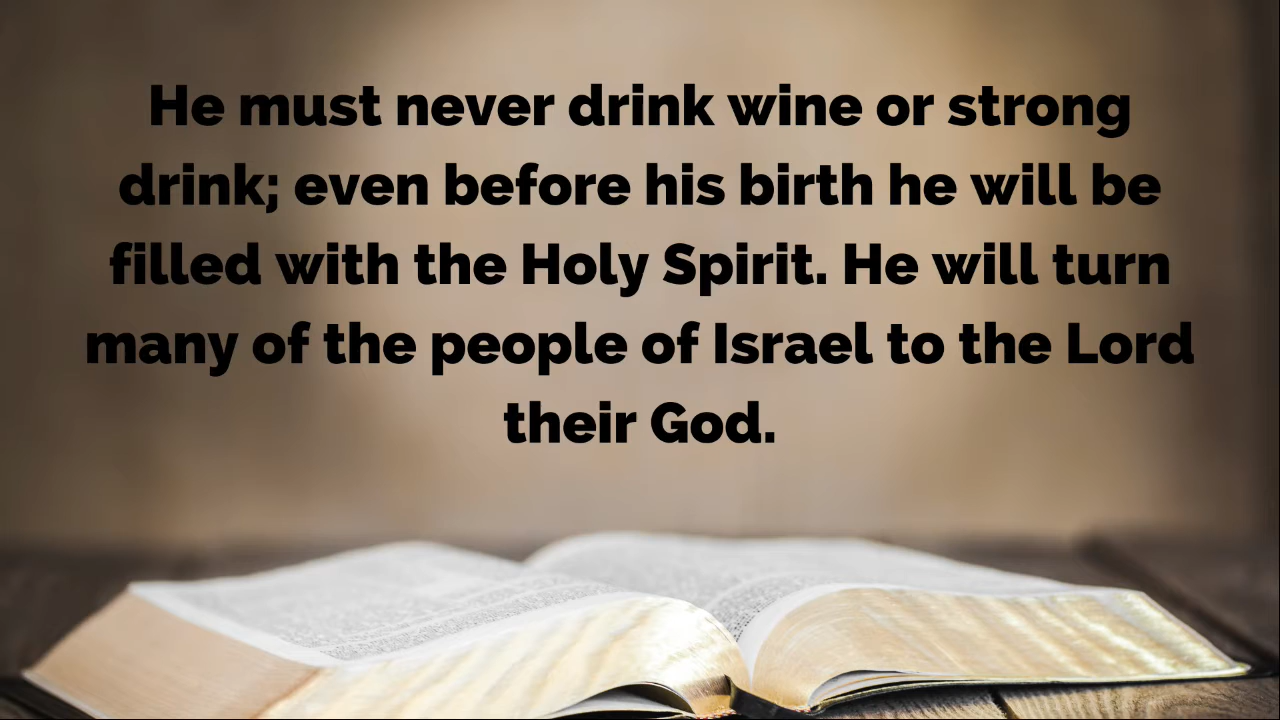 He must never drink wine or strong
drink; even before his birth he will be
filled with the Holy Spirit. He will turn
many of the people of Israel to the Lord
their God.